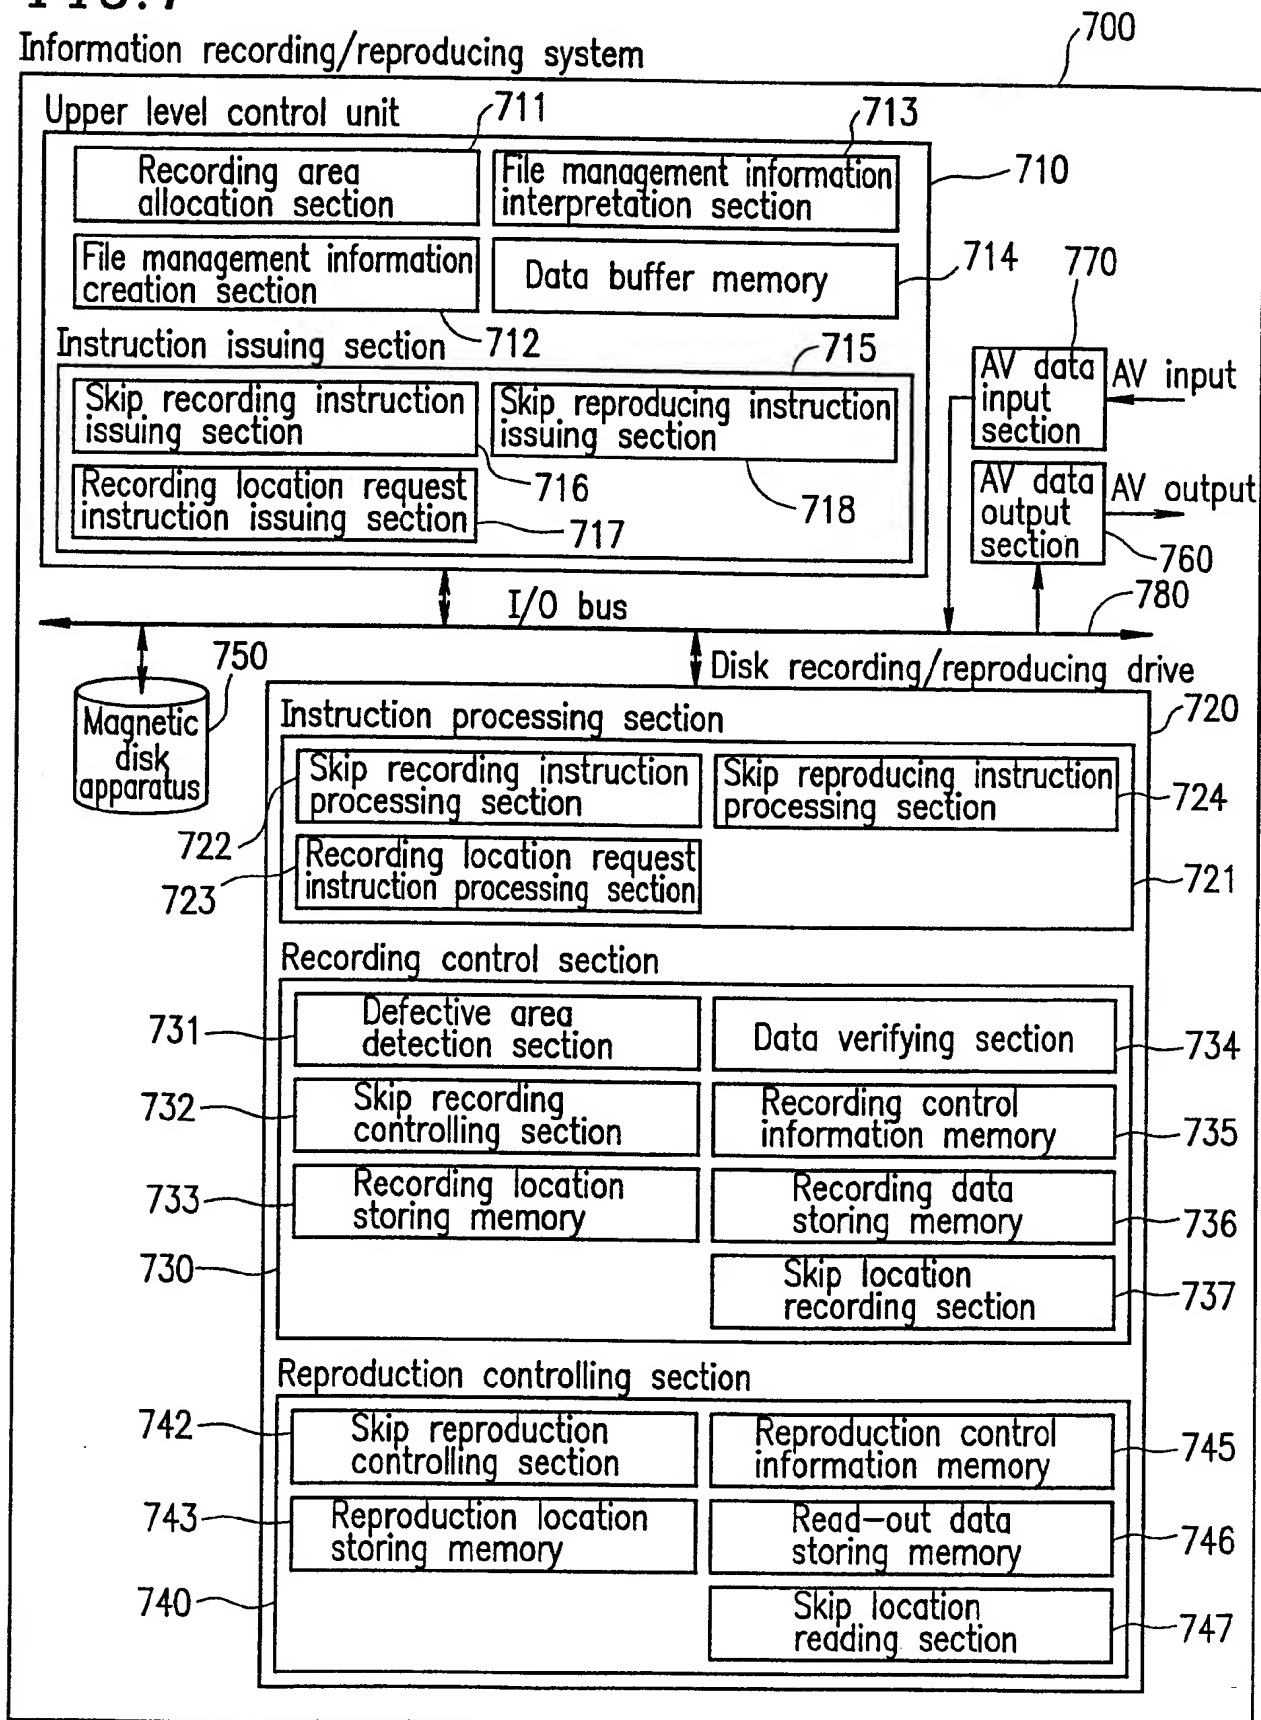 FIG.7
700
Information recording/reproducing system
Upper level control unit
711
713
Recording area
allocation section
File management information
interpretation section
710
File management information
creation section
Data buffer memory
714
770
712
Instruction issuing section
715
AV data
input
section
AV input
Skip recording instruction
issuing section
Skip reproducing instruction
issuing section
716
718
Recording location request
instruction issuing section
717
AV data
output
section
AV output
760
I/O bus
780
750
Disk recording/reproducing drive
Magnetic
disk
apparatus
720
Instruction processing section
Skip recording instruction
processing section
Skip reproducing instruction
processing section
724
722
Recording location request
instruction processing section
723
721
Recording control section
731
Defective area
detection section
Data verifying section
734
732
Skip recording
controlling section
Recording control
information memory
735
733
Recording location
storing memory
Recording data
storing memory
736
730
Skip location
recording section
737
Reproduction controlling section
742
Skip reproduction
controlling section
Reproduction control
information memory
745
743
Reproduction location
storing memory
Read-out data
storing memory
746
740
Skip location
reading section
747